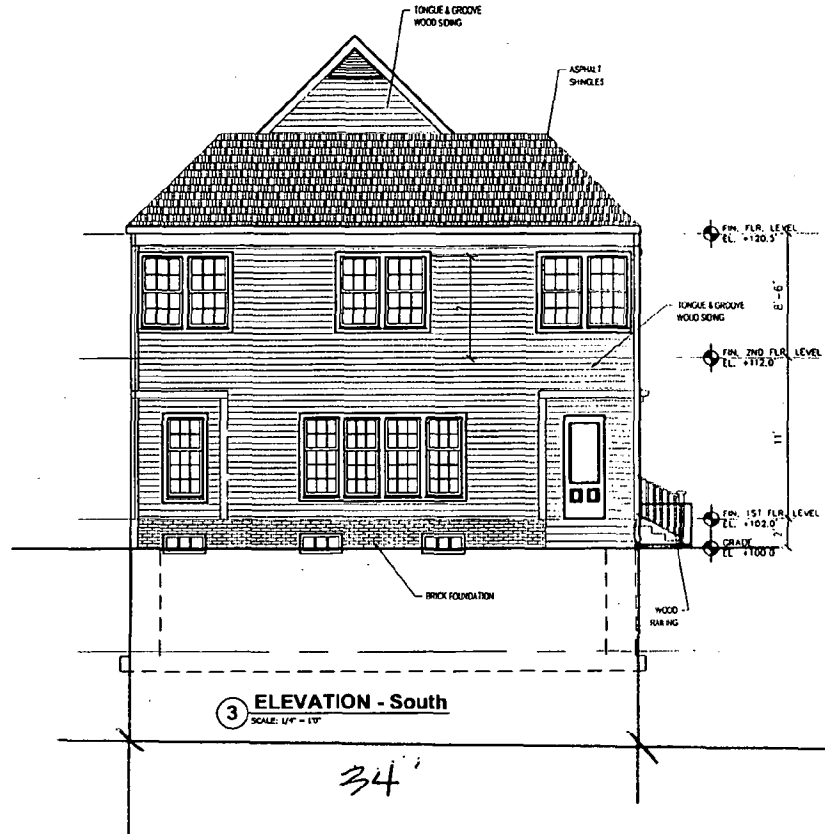 TONGUE & GROOVE
WOOD SIDING
ASPHALT
SHINGLES
FIN. FLR. LEVEL
EL. +120.5'
8'-6"
TONGUE & GROOVE
WOOD SIDING
7'
FIN. 2ND FLR. LEVEL
EL. +112.0'
11'
FIN. 1ST FLR. LEVEL
EL. +102.0'
2'
GRADE
EL. +100.0'
BRICK FOUNDATION
WOOD
RAILING
3 ELEVATION - South
SCALE: 1/4" = 1'0"
34'